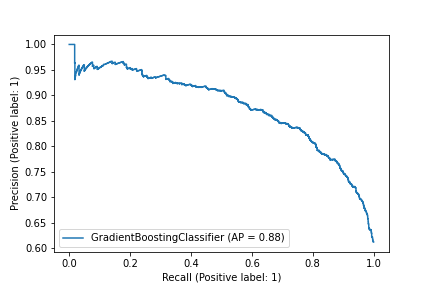 1.00
0.95
0.90
0.85
0.80
0.75
0.70
0.65
0.60
Precision (Positive label: 1)
GradientBoostingClassifier (AP = 0.88)
0.0 0.2 0.4 0.6 0.8 1.0
Recall (Positive label: 1)